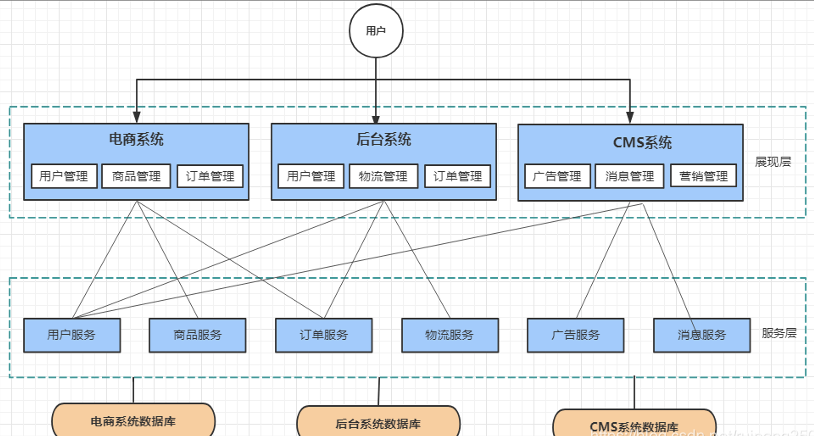 用户
电商系统
后台系统
CMS系统
用户管理 商品管理 订单管理
用户管理 物流管理 订单管理
广告管理 消息管理 营销管理
展现层
用户服务 商品服务 订单服务 物流服务 广告服务 消息服务
服务层
电商系统数据库
后台系统数据库
CMS系统数据库